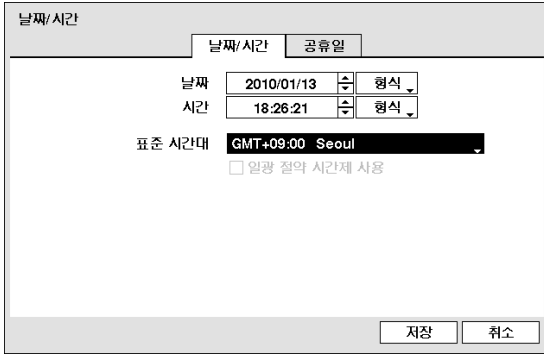 날짜/시간
날짜/시간 공휴일
날짜 2010/01/13 형식
시간 18:26:21 형식
표준 시간대 GMT+09:00 Seoul
일광 절약 시간제 사용
저장 취소